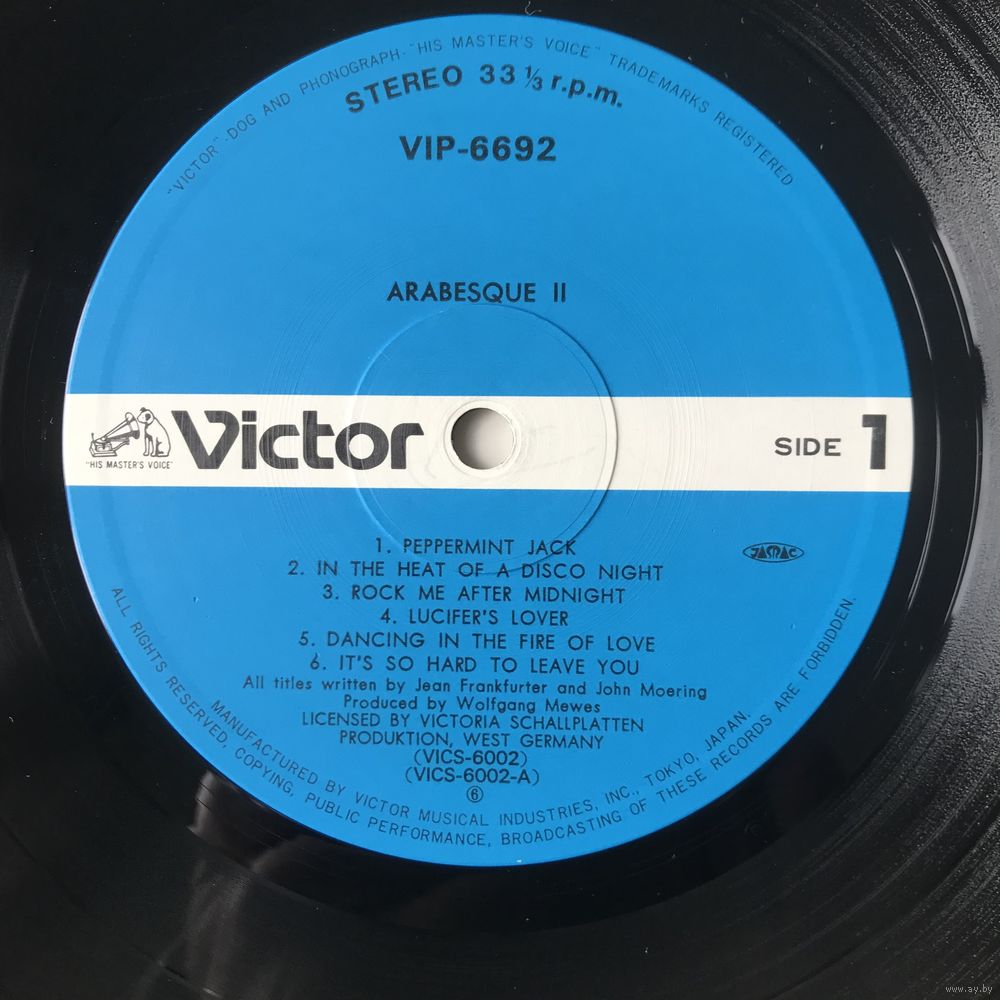 "VICTOR"·DOG AND PHONOGRAPH·"HIS MASTER'S VOICE" TRADEMARKS REGISTERED
STEREO 33 ⅓ r.p.m.
VIP-6692
ARABESQUE II
"HIS MASTER'S VOICE"
Victor
SIDE 1
1. PEPPERMINT JACK
JASRAC
2. IN THE HEAT OF A DISCO NIGHT
3. ROCK ME AFTER MIDNIGHT
4. LUCIFER'S LOVER
5. DANCING IN THE FIRE OF LOVE
6. IT'S SO HARD TO LEAVE YOU
All titles written by Jean Frankfurter and John Moering
Produced by Wolfgang Mewes
LICENSED BY VICTORIA SCHALLPLATTEN
PRODUKTION, WEST GERMANY
(VICS-6002)
(VICS-6002-A)
⑥
MANUFACTURED BY VICTOR MUSICAL INDUSTRIES, INC., TOKYO, JAPAN.
ALL RIGHTS RESERVED, COPYING, PUBLIC PERFORMANCE, BROADCASTING OF THESE RECORDS ARE FORBIDDEN.
www.ay.by